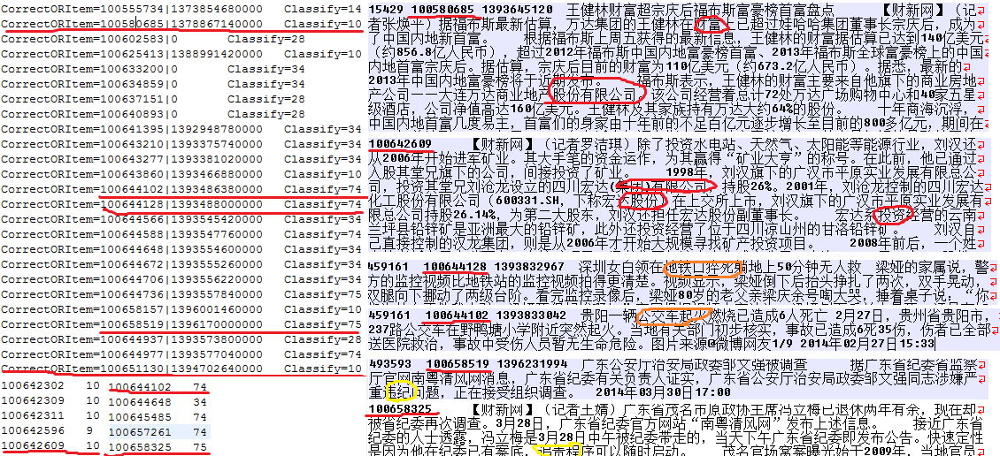 CorrectORItem=100555734|1373854680000 Classify=14
CorrectORItem=100580685|1378867140000 Classify=10
CorrectORItem=100602583|0 Classify=28
CorrectORItem=100625413|1388991420000 Classify=10
CorrectORItem=100633200|0 Classify=34
CorrectORItem=100634859|0 Classify=34
CorrectORItem=100637151|0 Classify=28
CorrectORItem=100640893|0 Classify=28
CorrectORItem=100641395|1392948780000 Classify=34
CorrectORItem=100643210|1393375740000 Classify=34
CorrectORItem=100643277|1393381020000 Classify=34
CorrectORItem=100643860|1393466880000 Classify=10
CorrectORItem=100644102|1393486380000 Classify=74
CorrectORItem=100644128|1393488000000 Classify=74
CorrectORItem=100644566|1393545420000 Classify=34
CorrectORItem=100644588|1393547760000 Classify=34
CorrectORItem=100644648|1393554600000 Classify=34
CorrectORItem=100644672|1393555260000 Classify=34
CorrectORItem=100644706|1393556220000 Classify=34
CorrectORItem=100644736|1393557840000 Classify=75
CorrectORItem=100658157|1396001460000 Classify=10
CorrectORItem=100658519|1396170000000 Classify=75
CorrectORItem=100644937|1393573800000 Classify=28
CorrectORItem=100644997|1393577040000 Classify=74
CorrectORItem=100651130|1394702640000 Classify=10
100642302 10 100644102 74
100642309 10 100644648 34
100642311 10 100645485 74
100642596 9 100657261 74
100642609 10 100658325 75
15429 100580685 1393645120 王健林财富超宗庆后福布斯富豪榜首富盘点 【财新网】(记
者张焕平)据福布斯最新估算,万达集团的王健林在财富上已超过娃哈哈集团董事长宗庆后,成为
了中国内地新首富。 根据福布斯上周五获得的最新信息,王健林的财富据估算已达到140亿美元
(约856.8亿人民币),超过2012年福布斯中国内地富豪榜首富、2013年福布斯全球富豪榜上的中国
内地首富宗庆后。据估算,宗庆后目前的财富为110亿美元(约673.2亿人民币)。据悉,最新的
2013年中国内地富豪榜将于近期发布。 福布斯表示,王健林的财富主要来自他旗下的商业房地
产公司——大连万达商业地产股份有限公司,该公司经营着总计72处万达广场购物中心和40家五星
级酒店,公司净值高达160亿美元。王健林及其家族持有万达大约64%的股份。 十年商海沉浮,
中国内地首富几度易主,首富们的身家由十年前的不足百亿元逐步增长至目前的800多亿元,期间在
100642609 【财新网】(记者罗洁琪)除了投资水电站、天然气、太阳能等能源行业,刘汉还
从2006年开始进军矿业。其大手笔的资金运作,为其赢得“矿业大亨”的称号。在此前,他已通过
人股其堂兄旗下的公司,间接投资了矿业。 1998年,刘汉旗下的广汉市平原实业发展有限总公
司,投资其堂兄刘沧龙设立的四川宏达(集团)有限公司,持股26%。2001年,刘沧龙控制的四川宏达
化工股份有限公司(600331.SH,下称宏达股份)在上交所上市,刘汉旗下的广汉市平原实业发展有
限总公司持股26.14%,为第二大股东,刘汉还担任宏达股份副董事长。 宏达系投资经营的云南
兰坪县铅锌矿是亚洲最大的铅锌矿,此外还投资经营了位于四川凉山州的甘洛铅锌矿。 刘汉自
己直接控制的汉龙集团,则是从2006年才开始大规模寻找矿产投资项目。 2008年前后,一个姓
459161 100644128 1393832967 深圳女白领在地铁口猝死 倒地上50分钟无人救 梁娅的家属说,警
方的监控视频比地铁站的监控视频拍得更清楚。视频显示,梁娅倒下后抬头挣扎了两次,双手晃动,
双腿向下挪动了两级台阶。看完监控录像后,梁娅80岁的老父亲梁庆余号啕大哭,捶着桌子说:“你
459161 100644102 1393833042 贵阳一辆公交车起火燃烧已造成6人死亡 2月27日,贵州省贵阳市,
237路公交车在野鸭塘小学附近突然起火。当地有关部门初步核实,事故已造成6死35伤,伤者已全部
送医院救治,事故中受伤人员暂无生命危险。图片来源@微博网友1/9 2014年02月27日15:33
493593 100658519 1396231994 广东公安厅治安局政委邹文强被调查 据广东省纪委省监察
厅官网南粤清风网消息,广东省纪委有关负责人证实,广东省公安厅治安局政委邹文强同志涉嫌严
重违纪问题,正在接受组织调查。 2014年03月30日17:00
100658325 【财新网】(记者王婧)广东省茂名市原政协主席冯立梅已退休两年有余,现在却
被省纪委再次调查。3月28日,广东省纪委官方网站“南粤清风网”发布上述信息。 接近广东省
纪委的人士透露,冯立梅是3月28日中午被纪委带走的,当天下午广东省纪委即发布公告。快速定性
是因为他在纪委已有案底,追责程序可以随时启动。 茂名官场窝案曝光始于2009年,当地官员